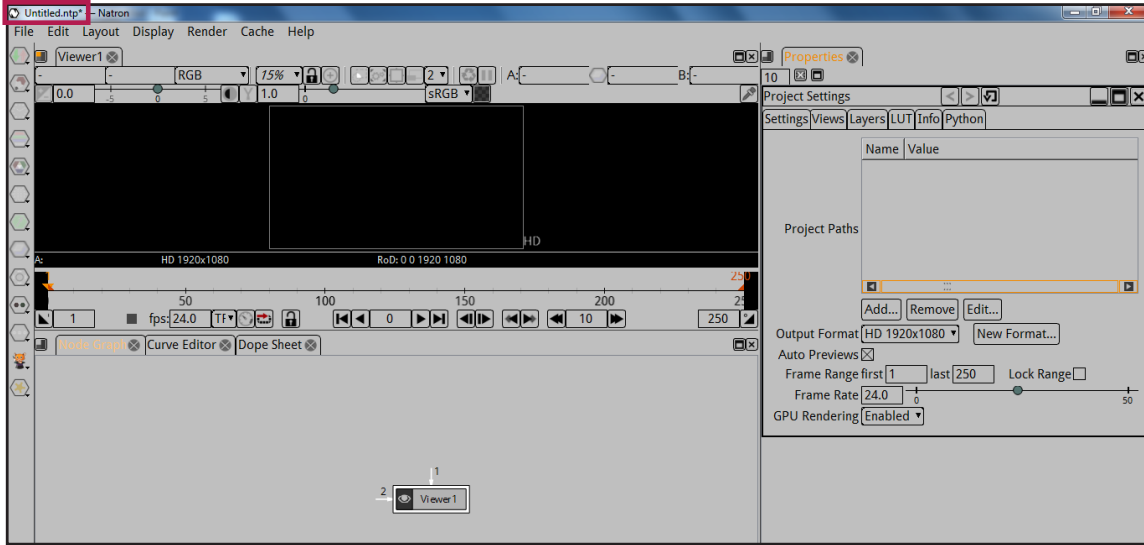 Untitled.ntp* - Natron
File Edit Layout Display Render Cache Help
Viewer1
Properties
- - RGB 15% 2 A: - - B: -
10
0.0 -5 0 5 Y 1.0 0 sRGB
Project Settings
Settings Views Layers LUT Info Python
Name Value
Project Paths
HD
A: HD 1920x1080 RoD: 0 0 1920 1080
250
50 100 150 200 25
1 fps: 24.0 TF 0 10 250
Add... Remove Edit...
Output Format HD 1920x1080 New Format...
Node Graph Curve Editor Dope Sheet
Auto Previews
Frame Range first 1 last 250 Lock Range
Frame Rate 24.0 0 50
GPU Rendering Enabled
1
2 Viewer1